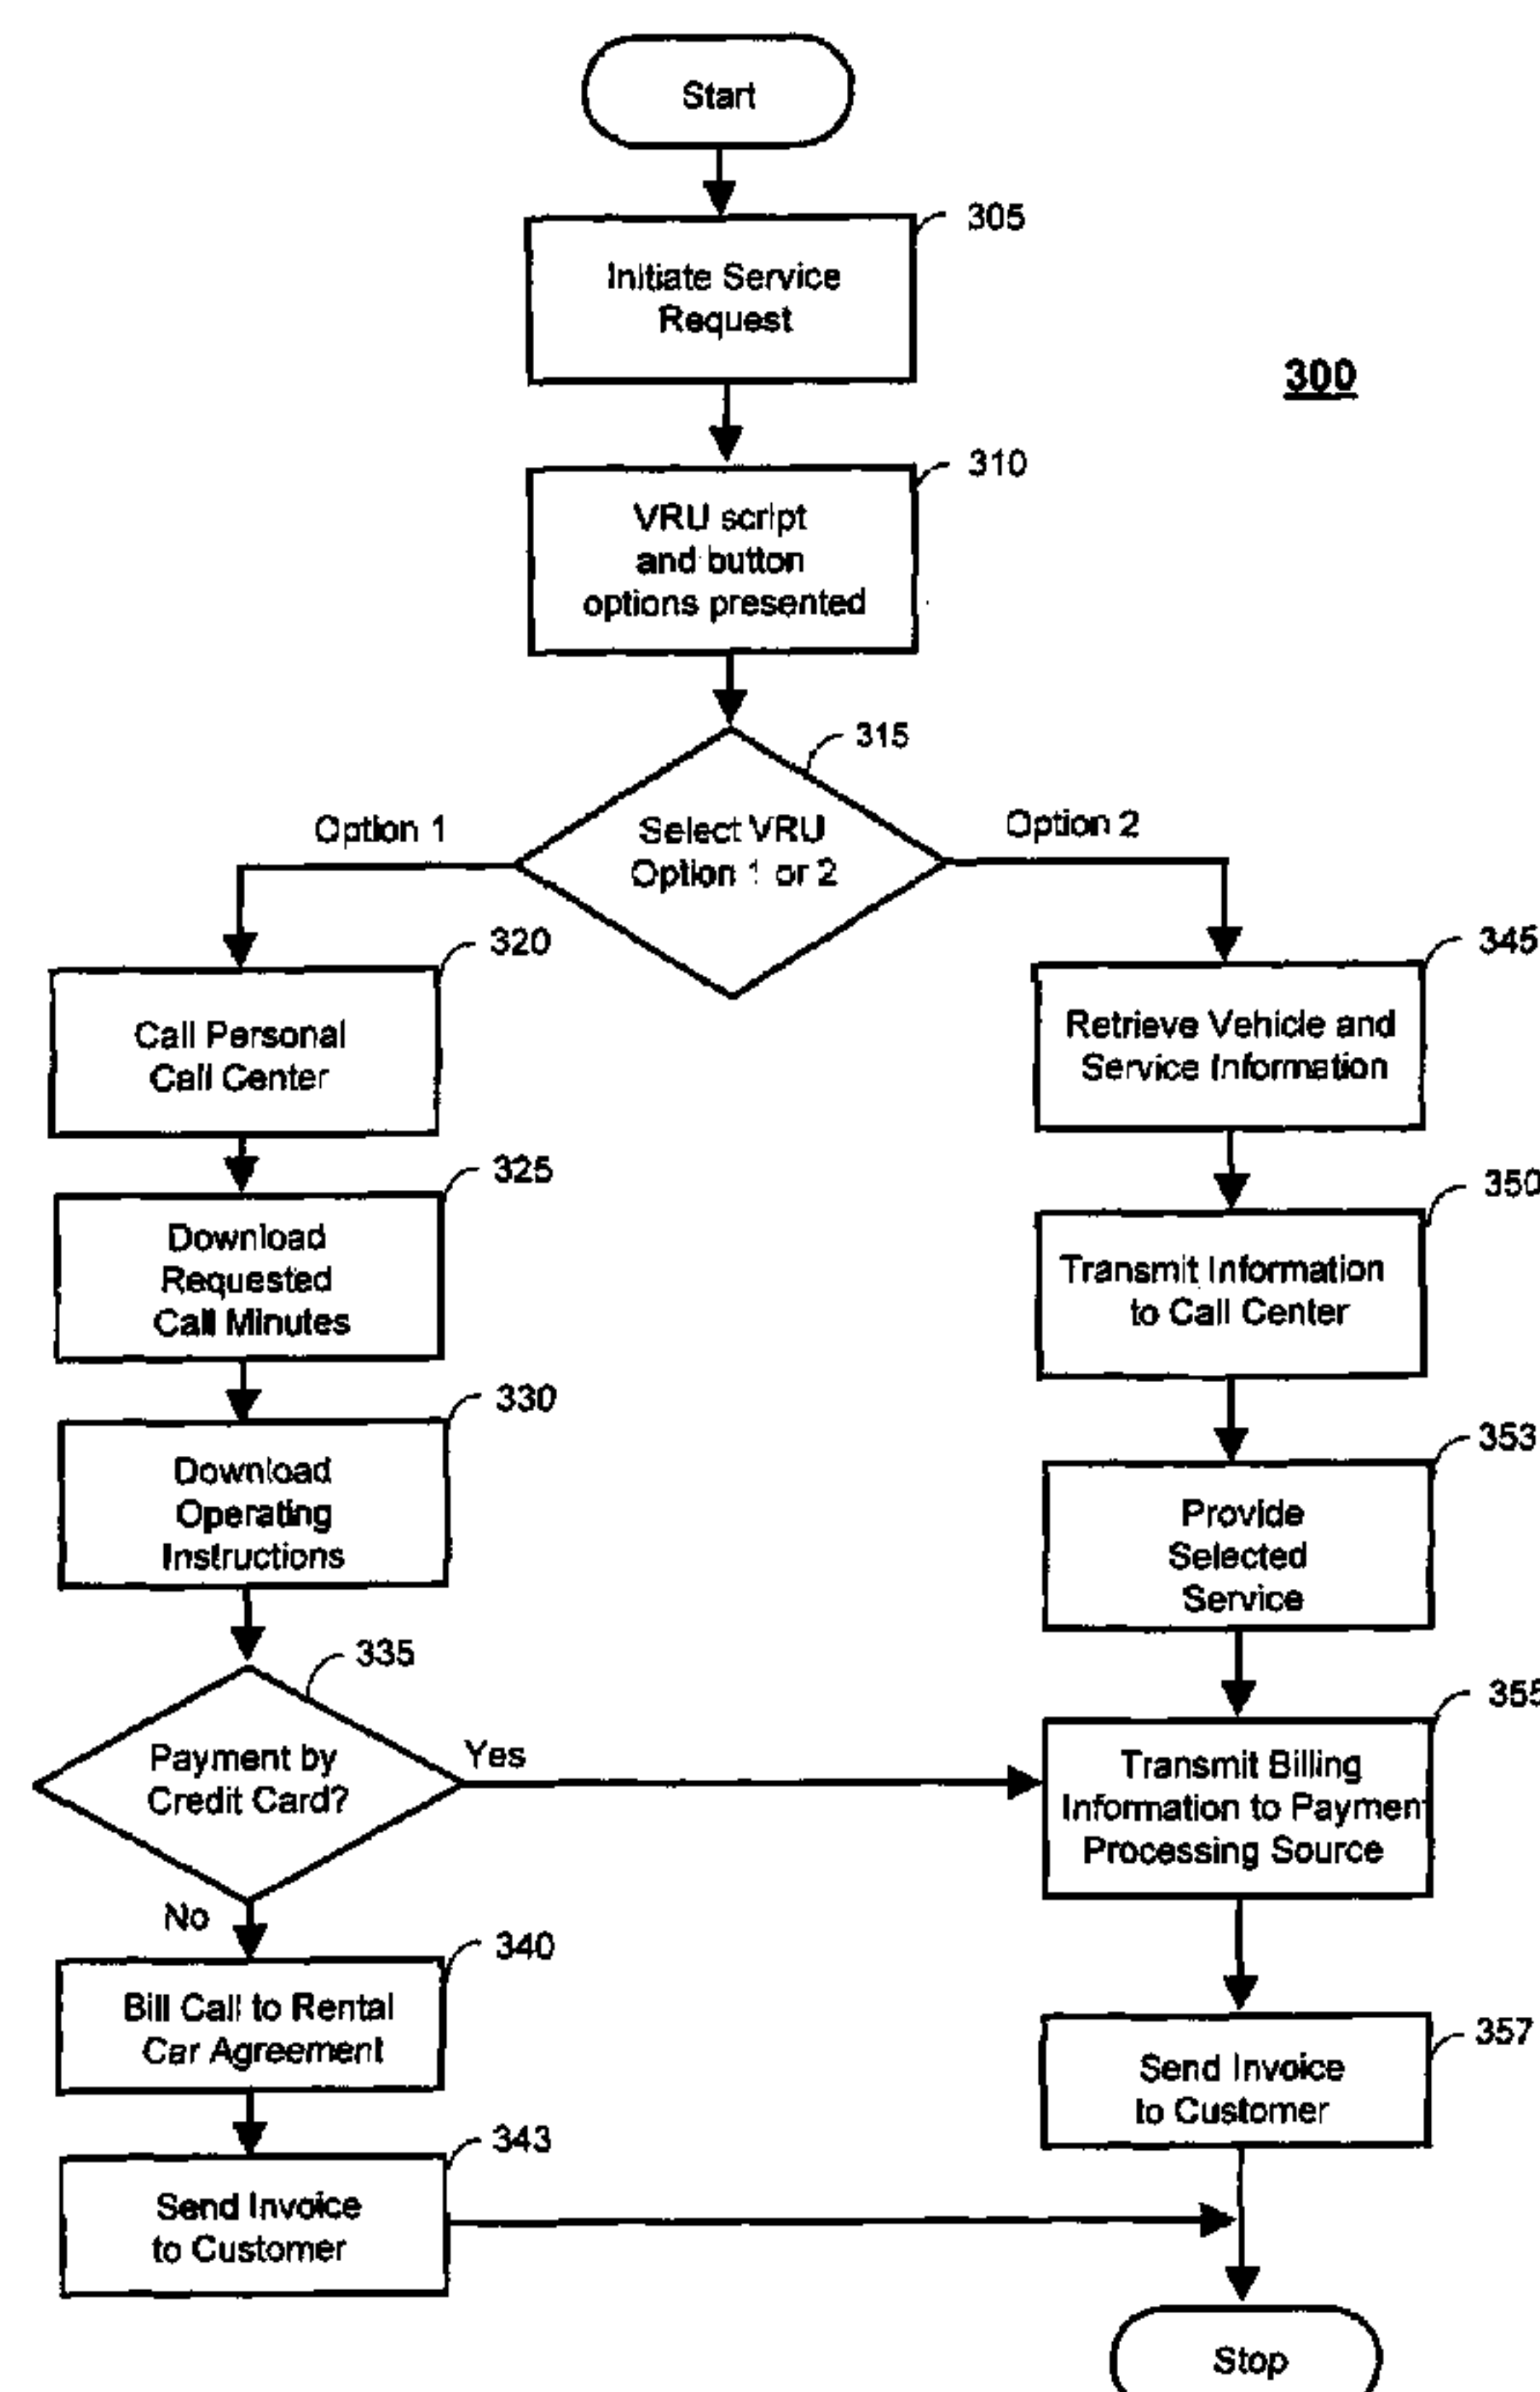 Start
305
Initiate Service
Request
300
310
VRU script
and button
options presented
315
Select VRU
Option 1 or 2
Option 1
Option 2
320
Call Personal
Call Center
325
Download
Requested
Call Minutes
330
Download
Operating
Instructions
335
Payment by
Credit Card?
Yes
No
340
Bill Call to Rental
Car Agreement
343
Send Invoice
to Customer
345
Retrieve Vehicle and
Service Information
350
Transmit Information
to Call Center
353
Provide
Selected
Service
355
Transmit Billing
Information to Payment
Processing Source
357
Send Invoice
to Customer
Stop